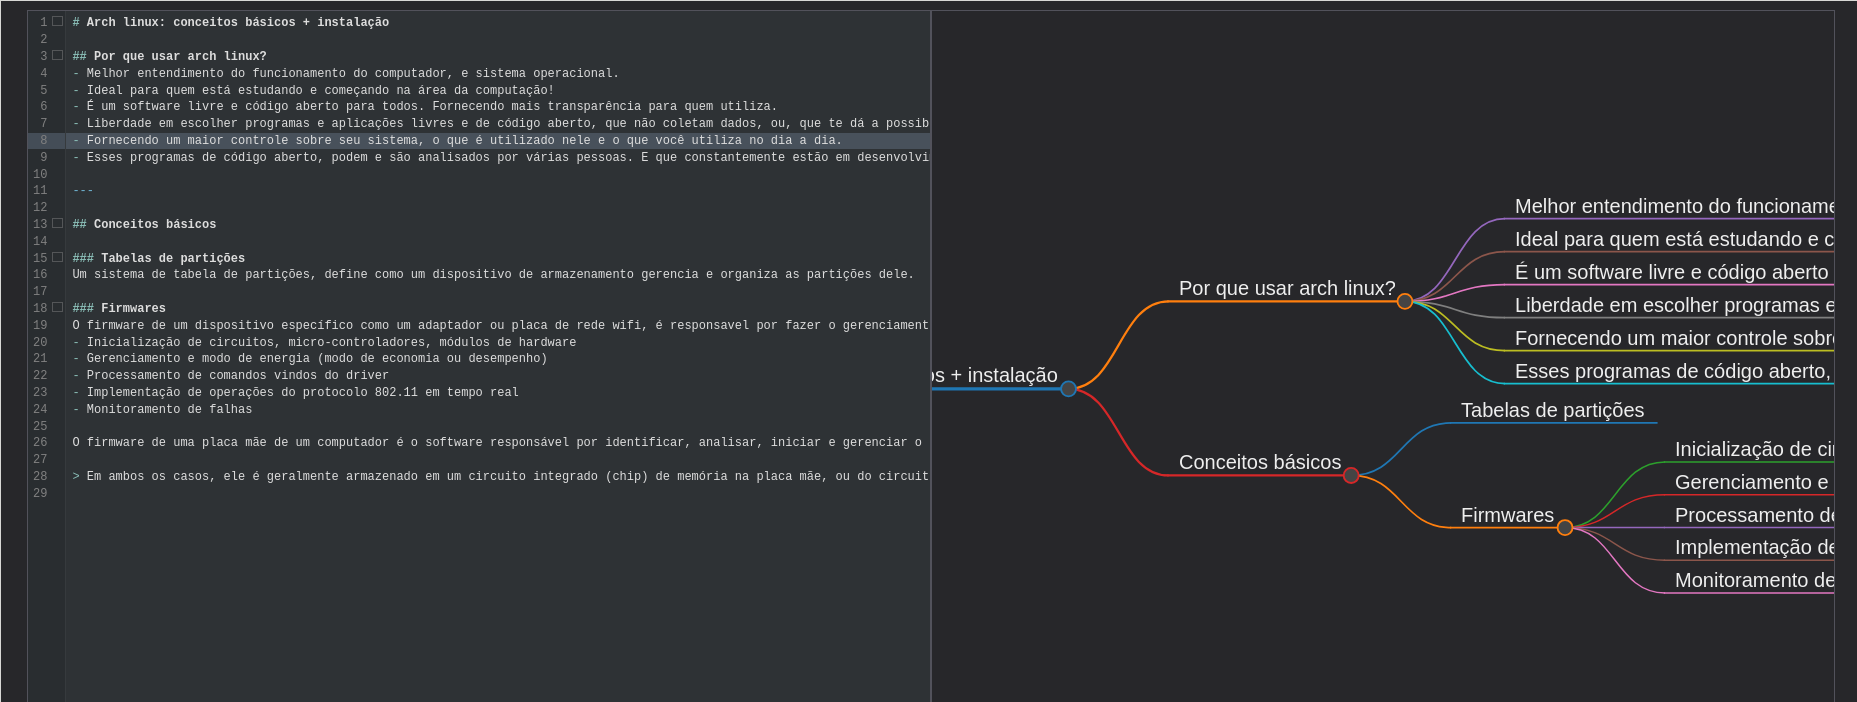 1 # Arch linux: conceitos básicos + instalação
2
3 ## Por que usar arch linux?
4 - Melhor entendimento do funcionamento do computador, e sistema operacional.
5 - Ideal para quem está estudando e começando na área da computação!
6 - É um software livre e código aberto para todos. Fornecendo mais transparência para quem utiliza.
7 - Liberdade em escolher programas e aplicações livres e de código aberto, que não coletam dados, ou, que te dá a possib
8 - Fornecendo um maior controle sobre seu sistema, o que é utilizado nele e o que você utiliza no dia a dia.
9 - Esses programas de código aberto, podem e são analisados por várias pessoas. E que constantemente estão em desenvolvi
10
11 ---
12
13 ## Conceitos básicos
14
15 ### Tabelas de partições
16 Um sistema de tabela de partições, define como um dispositivo de armazenamento gerencia e organiza as partições dele.
17
18 ### Firmwares
19 O firmware de um dispositivo específico como um adaptador ou placa de rede wifi, é responsavel por fazer o gerenciament
20 - Inicialização de circuitos, micro-controladores, módulos de hardware
21 - Gerenciamento e modo de energia (modo de economia ou desempenho)
22 - Processamento de comandos vindos do driver
23 - Implementação de operações do protocolo 802.11 em tempo real
24 - Monitoramento de falhas
25
26 O firmware de uma placa mãe de um computador é o software responsável por identificar, analisar, iniciar e gerenciar o
27
28 > Em ambos os casos, ele é geralmente armazenado em um circuito integrado (chip) de memória na placa mãe, ou do circuit
29
os + instalação
Por que usar arch linux?
Melhor entendimento do funcioname
Ideal para quem está estudando e c
É um software livre e código aberto
Liberdade em escolher programas e
Fornecendo um maior controle sobre
Esses programas de código aberto,
Conceitos básicos
Tabelas de partições
Firmwares
Inicialização de cir
Gerenciamento e
Processamento de
Implementação de
Monitoramento de